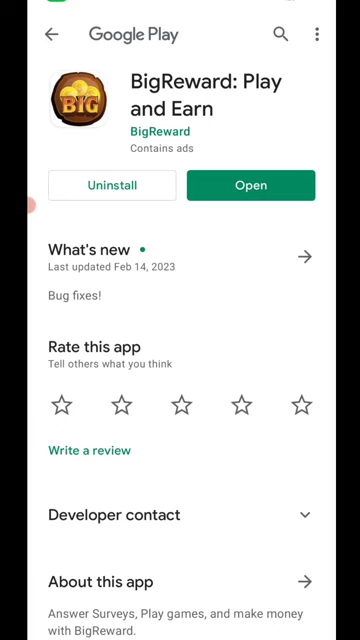 Google Play
BIG
BigReward: Play
and Earn
BigReward
Contains ads
Uninstall
Open
What's new
Last updated Feb 14, 2023
Bug fixes!
Rate this app
Tell others what you think
Write a review
Developer contact
About this app
Answer Surveys, Play games, and make money
with BigReward.